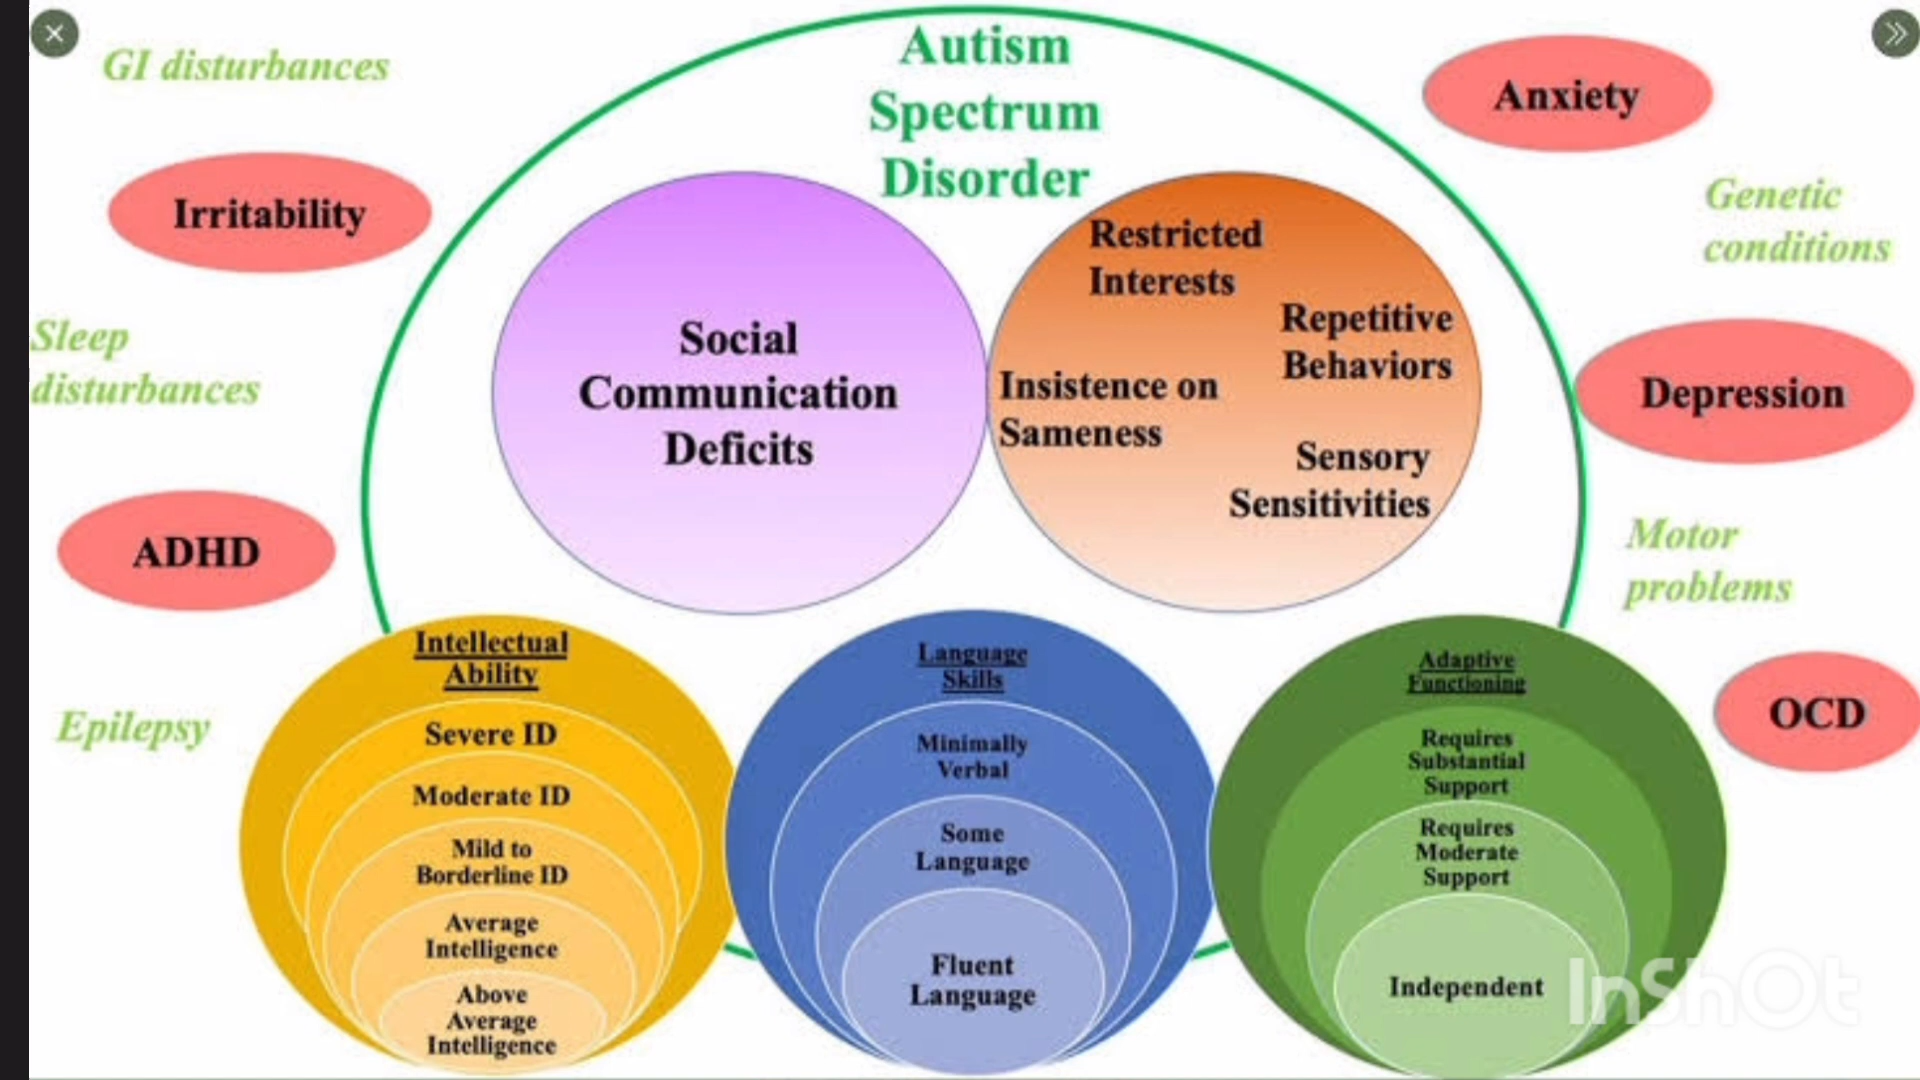 Autism
Spectrum
Disorder
GI disturbances
Irritability
Sleep
disturbances
ADHD
Epilepsy
Social
Communication
Deficits
Restricted
Interests
Repetitive
Behaviors
Insistence on
Sameness
Sensory
Sensitivities
Anxiety
Genetic
conditions
Depression
Motor
problems
OCD
Intellectual
Ability
Severe ID
Moderate ID
Mild to
Borderline ID
Average
Intelligence
Above
Average
Intelligence
Language
Skills
Minimally
Verbal
Some
Language
Fluent
Language
Adaptive
Functioning
Requires
Substantial
Support
Requires
Moderate
Support
Independent
InShOt